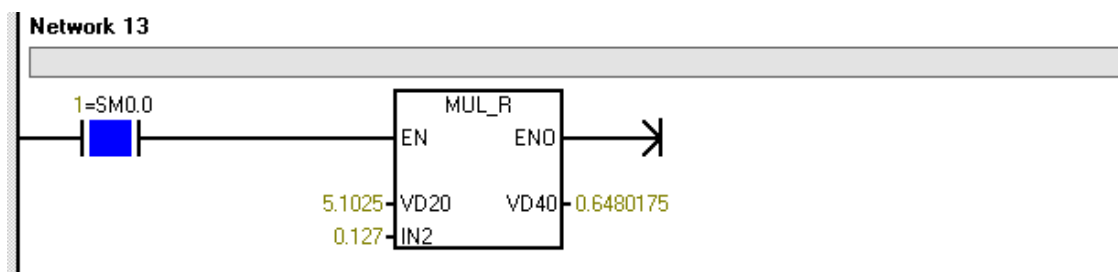 Network 13
1=SM0.0
MUL_R
EN ENO
5.1025 VD20 VD40 0.6480175
0.127 IN2